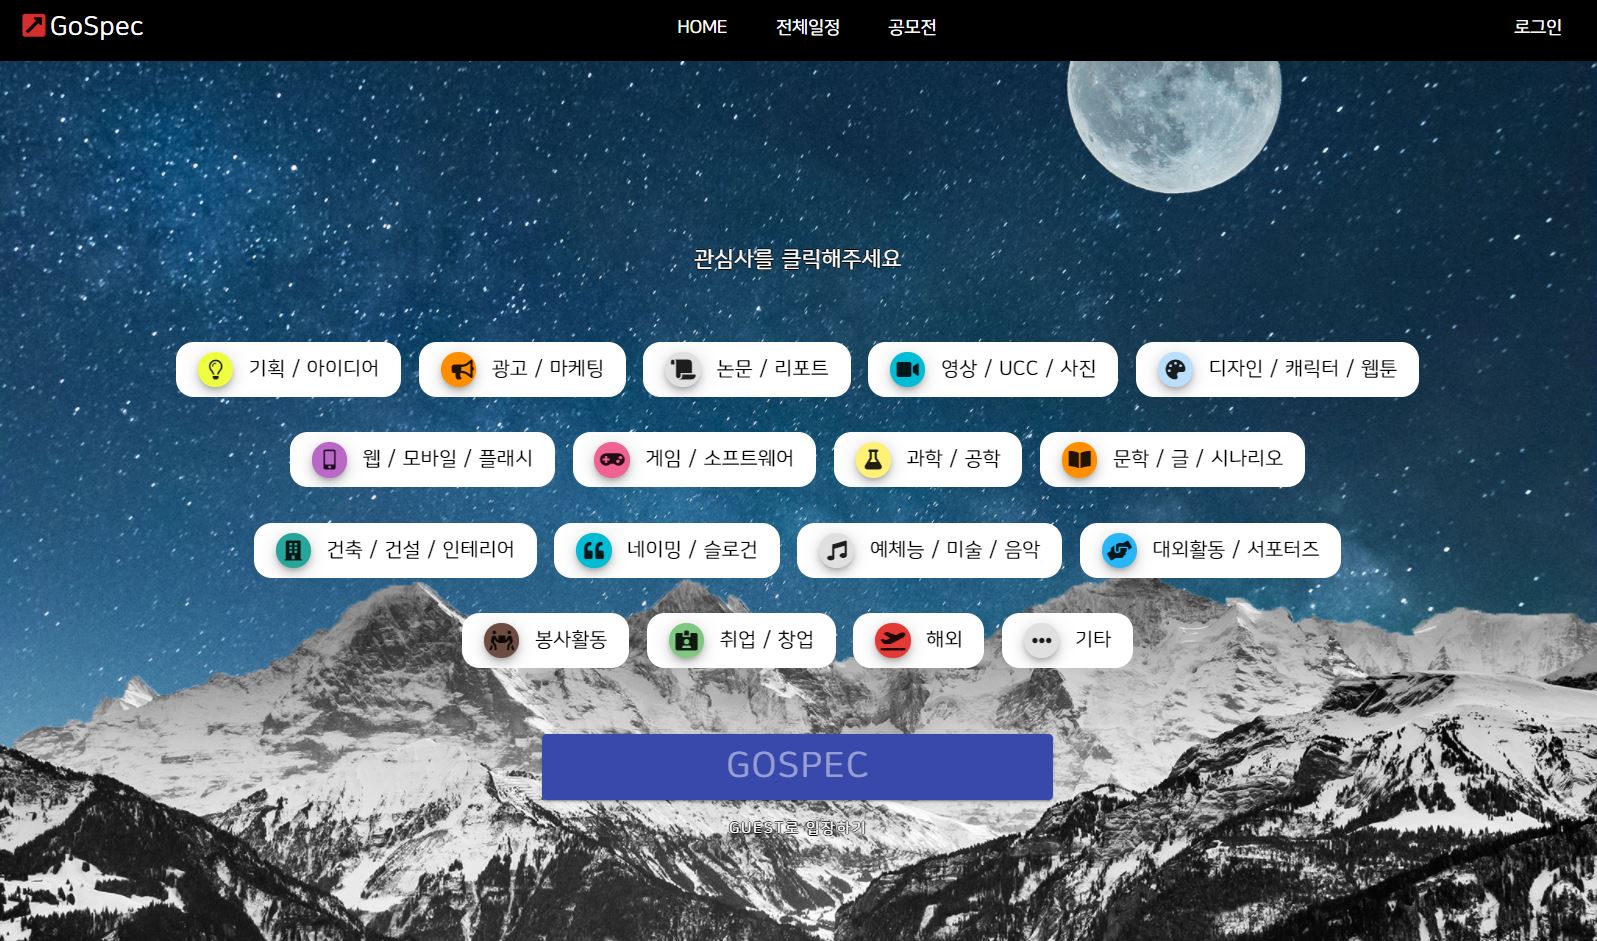 GoSpec
HOME 전체일정 공모전
로그인
관심사를 클릭해주세요
기획 / 아이디어 광고 / 마케팅 논문 / 리포트 영상 / UCC / 사진 디자인 / 캐릭터 / 웹툰
웹 / 모바일 / 플래시 게임 / 소프트웨어 과학 / 공학 문학 / 글 / 시나리오
건축 / 건설 / 인테리어 네이밍 / 슬로건 예체능 / 미술 / 음악 대외활동 / 서포터즈
봉사활동 취업 / 창업 해외 기타
GOSPEC
GUEST로 입장하기